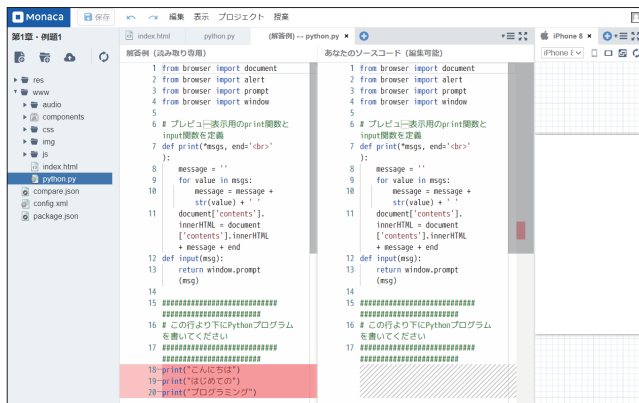 Monaca 保存 編集 表示 プロジェクト 授業
第1章・例題1
index.html python.py (解答例)↔python.py iPhone 8
解答例 (読み取り専用) あなたのソースコード (編集可能) iPhone 8
res
www
audio
components
css
img
js
index.html
python.py
compare.json
config.xml
package.json
1 from browser import document
2 from browser import alert
3 from browser import prompt
4 from browser import window
5
6 # プレビュー表示用のprint関数と
input関数を定義
7 def print(*msgs, end='<br>'
):
8 message = ''
9 for value in msgs:
10 message = message +
str(value) + ' '
11 document['contents'].
innerHTML = document
['contents'].innerHTML
+ message + end
12 def input(msg):
13 return window.prompt
(msg)
14
15 ############################
########################
16 # この行より下にPythonプログラム
を書いてください
17 ############################
########################
18 print("こんにちは")
19 print("はじめての")
20 print("プログラミング")
1 from browser import document
2 from browser import alert
3 from browser import prompt
4 from browser import window
5
6 # プレビュー表示用のprint関数と
input関数を定義
7 def print(*msgs, end='<br>'
):
8 message = ''
9 for value in msgs:
10 message = message +
str(value) + ' '
11 document['contents'].
innerHTML = document
['contents'].innerHTML
+ message + end
12 def input(msg):
13 return window.prompt
(msg)
14
15 ############################
########################
16 # この行より下にPythonプログラム
を書いてください
17 ############################
########################